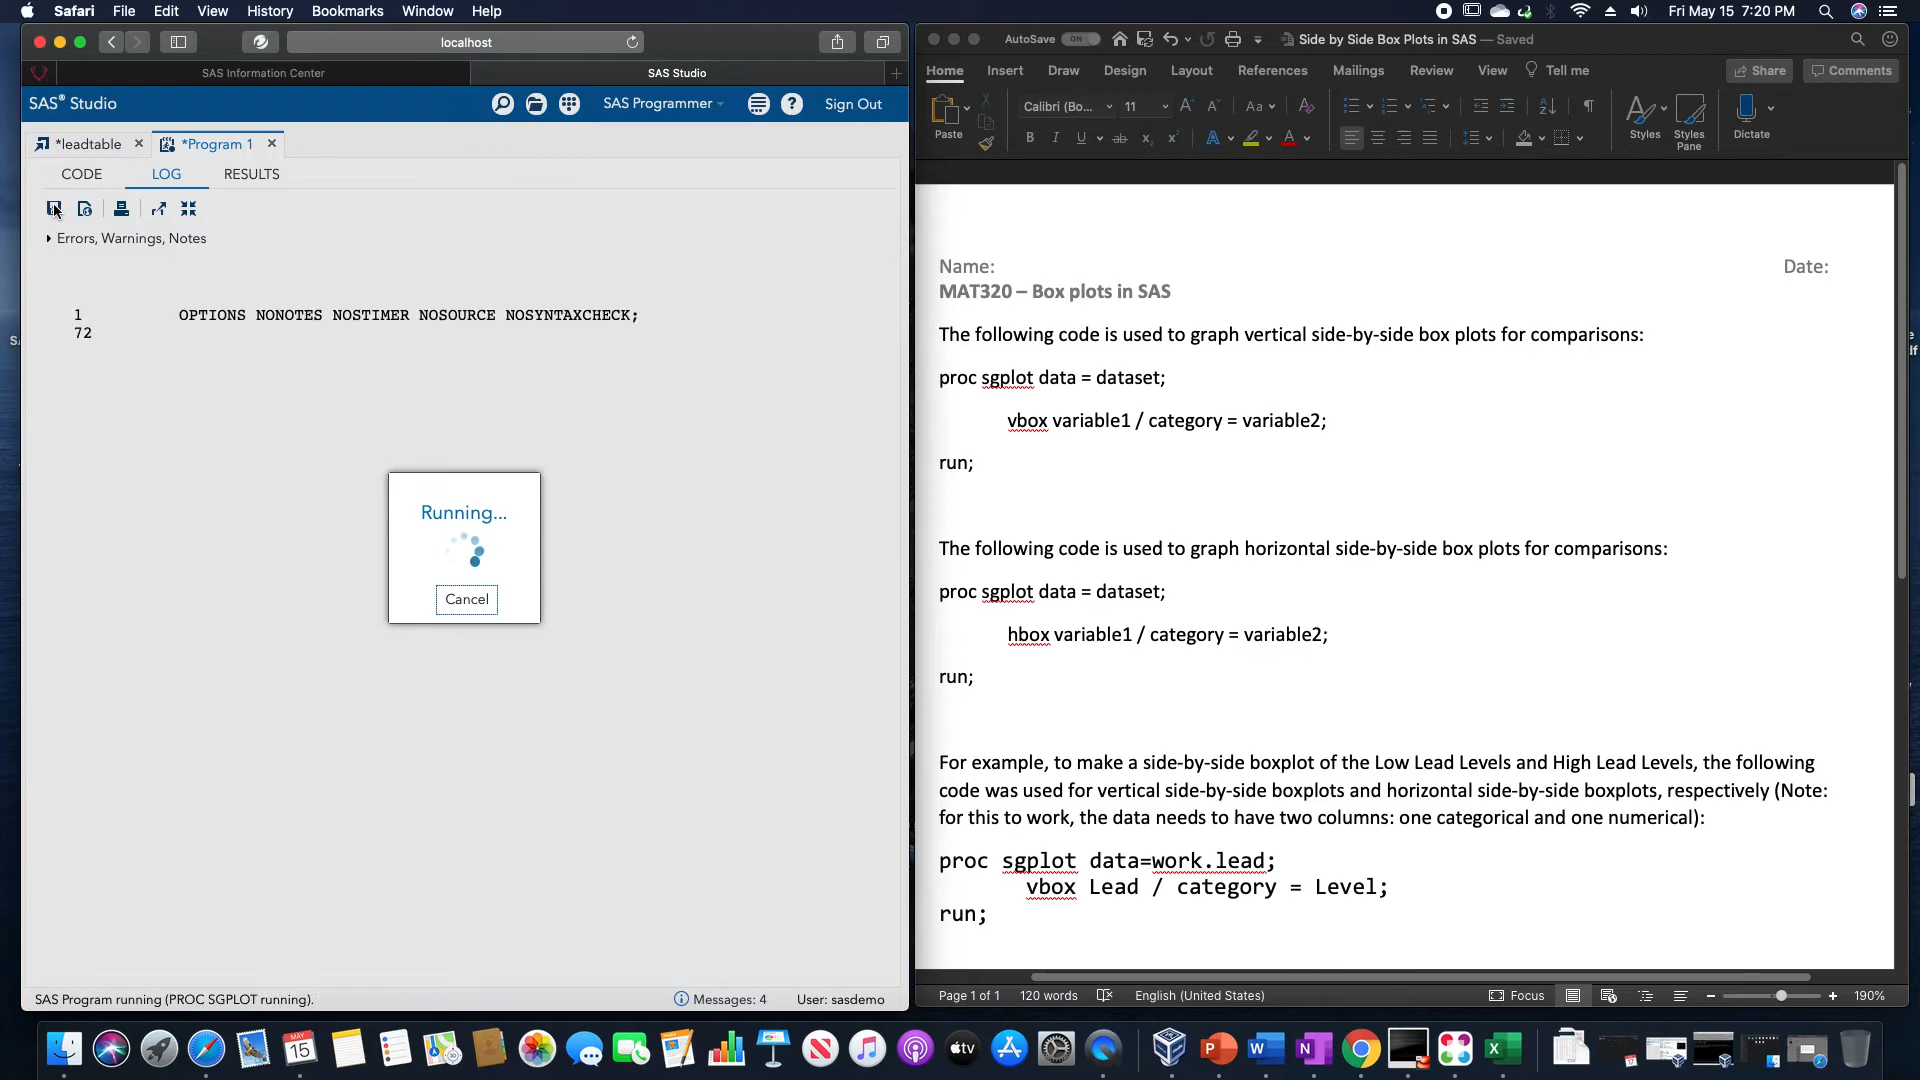 Safari File Edit View History Bookmarks Window Help Fri May 15 7:20 PM
localhost
SAS Information Center SAS Studio
SAS® Studio SAS Programmer Sign Out
*leadtable *Program 1
CODE LOG RESULTS
Errors, Warnings, Notes
1 OPTIONS NONOTES NOSTIMER NOSOURCE NOSYNTAXCHECK;
72
Running...
Cancel
SAS Program running (PROC SGPLOT running). Messages: 4 User: sasdemo
AutoSave ON Side by Side Box Plots in SAS — Saved
Home Insert Draw Design Layout References Mailings Review View Tell me Share Comments
Paste Calibri (Bo... 11 Styles Styles Pane Dictate
Name: Date:
MAT320 – Box plots in SAS
The following code is used to graph vertical side-by-side box plots for comparisons:
proc sgplot data = dataset;
vbox variable1 / category = variable2;
run;
The following code is used to graph horizontal side-by-side box plots for comparisons:
proc sgplot data = dataset;
hbox variable1 / category = variable2;
run;
For example, to make a side-by-side boxplot of the Low Lead Levels and High Lead Levels, the following
code was used for vertical side-by-side boxplots and horizontal side-by-side boxplots, respectively (Note:
for this to work, the data needs to have two columns: one categorical and one numerical):
proc sgplot data=work.lead;
vbox Lead / category = Level;
run;
Page 1 of 1 120 words English (United States) Focus 190%